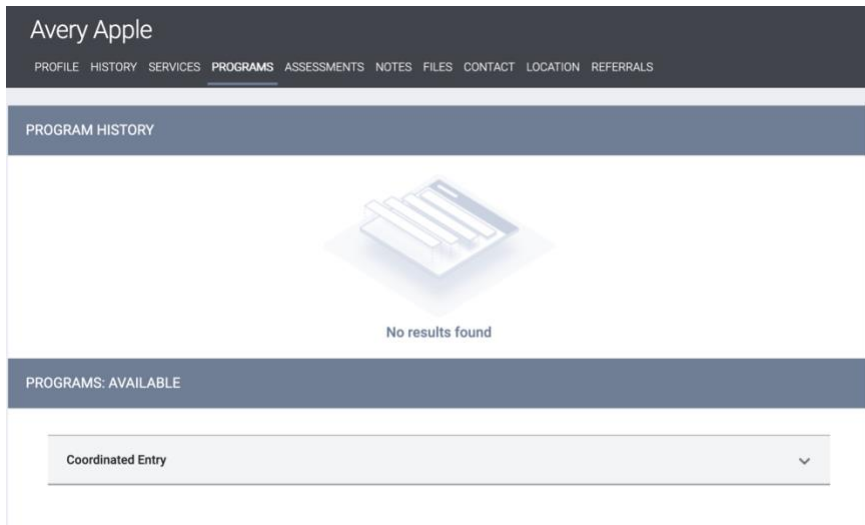 Avery Apple
PROFILE HISTORY SERVICES PROGRAMS ASSESSMENTS NOTES FILES CONTACT LOCATION REFERRALS
PROGRAM HISTORY
No results found
PROGRAMS: AVAILABLE
Coordinated Entry